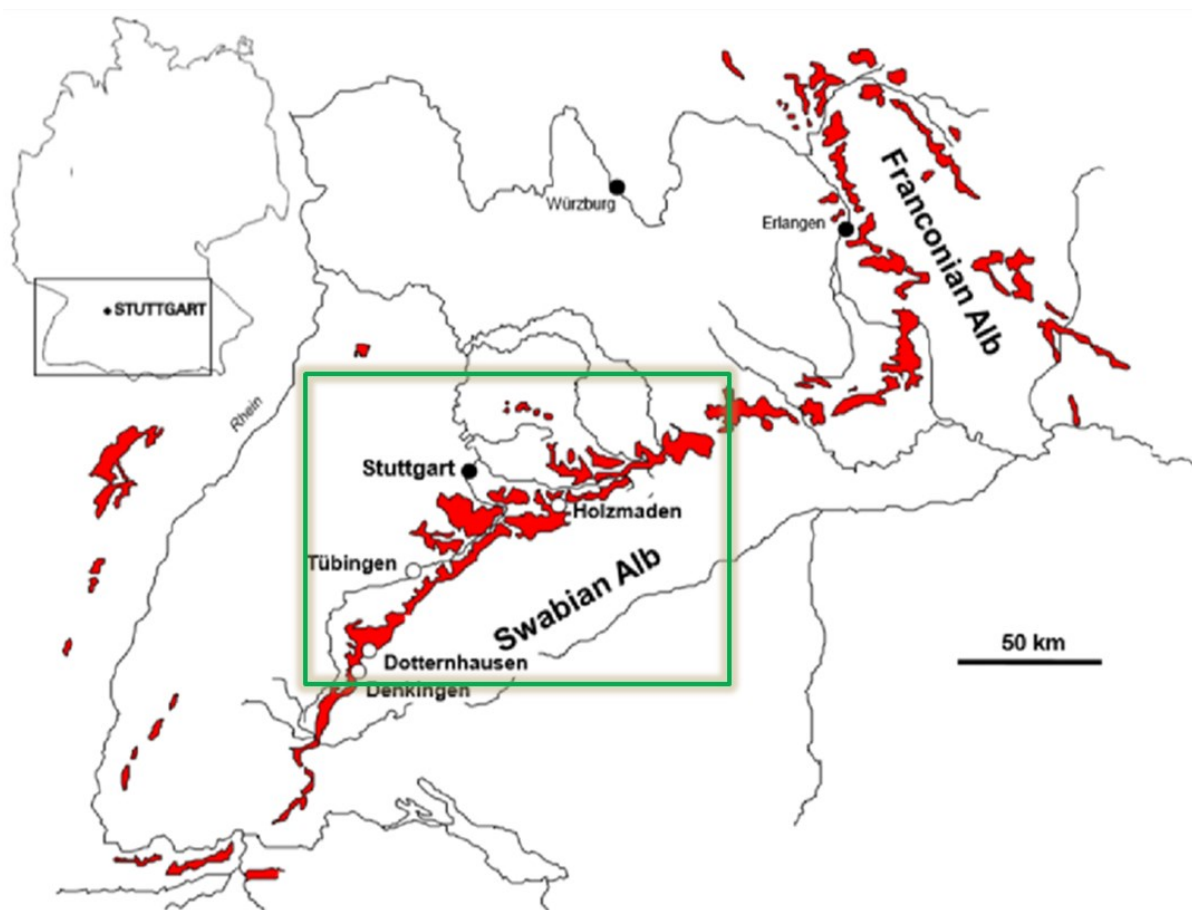 Würzburg
Erlangen
Franconian Alb
STUTTGART
Rhein
Stuttgart
Holzmaden
Tübingen
Swabian Alb
50 km
Dotternhausen
Denkingen